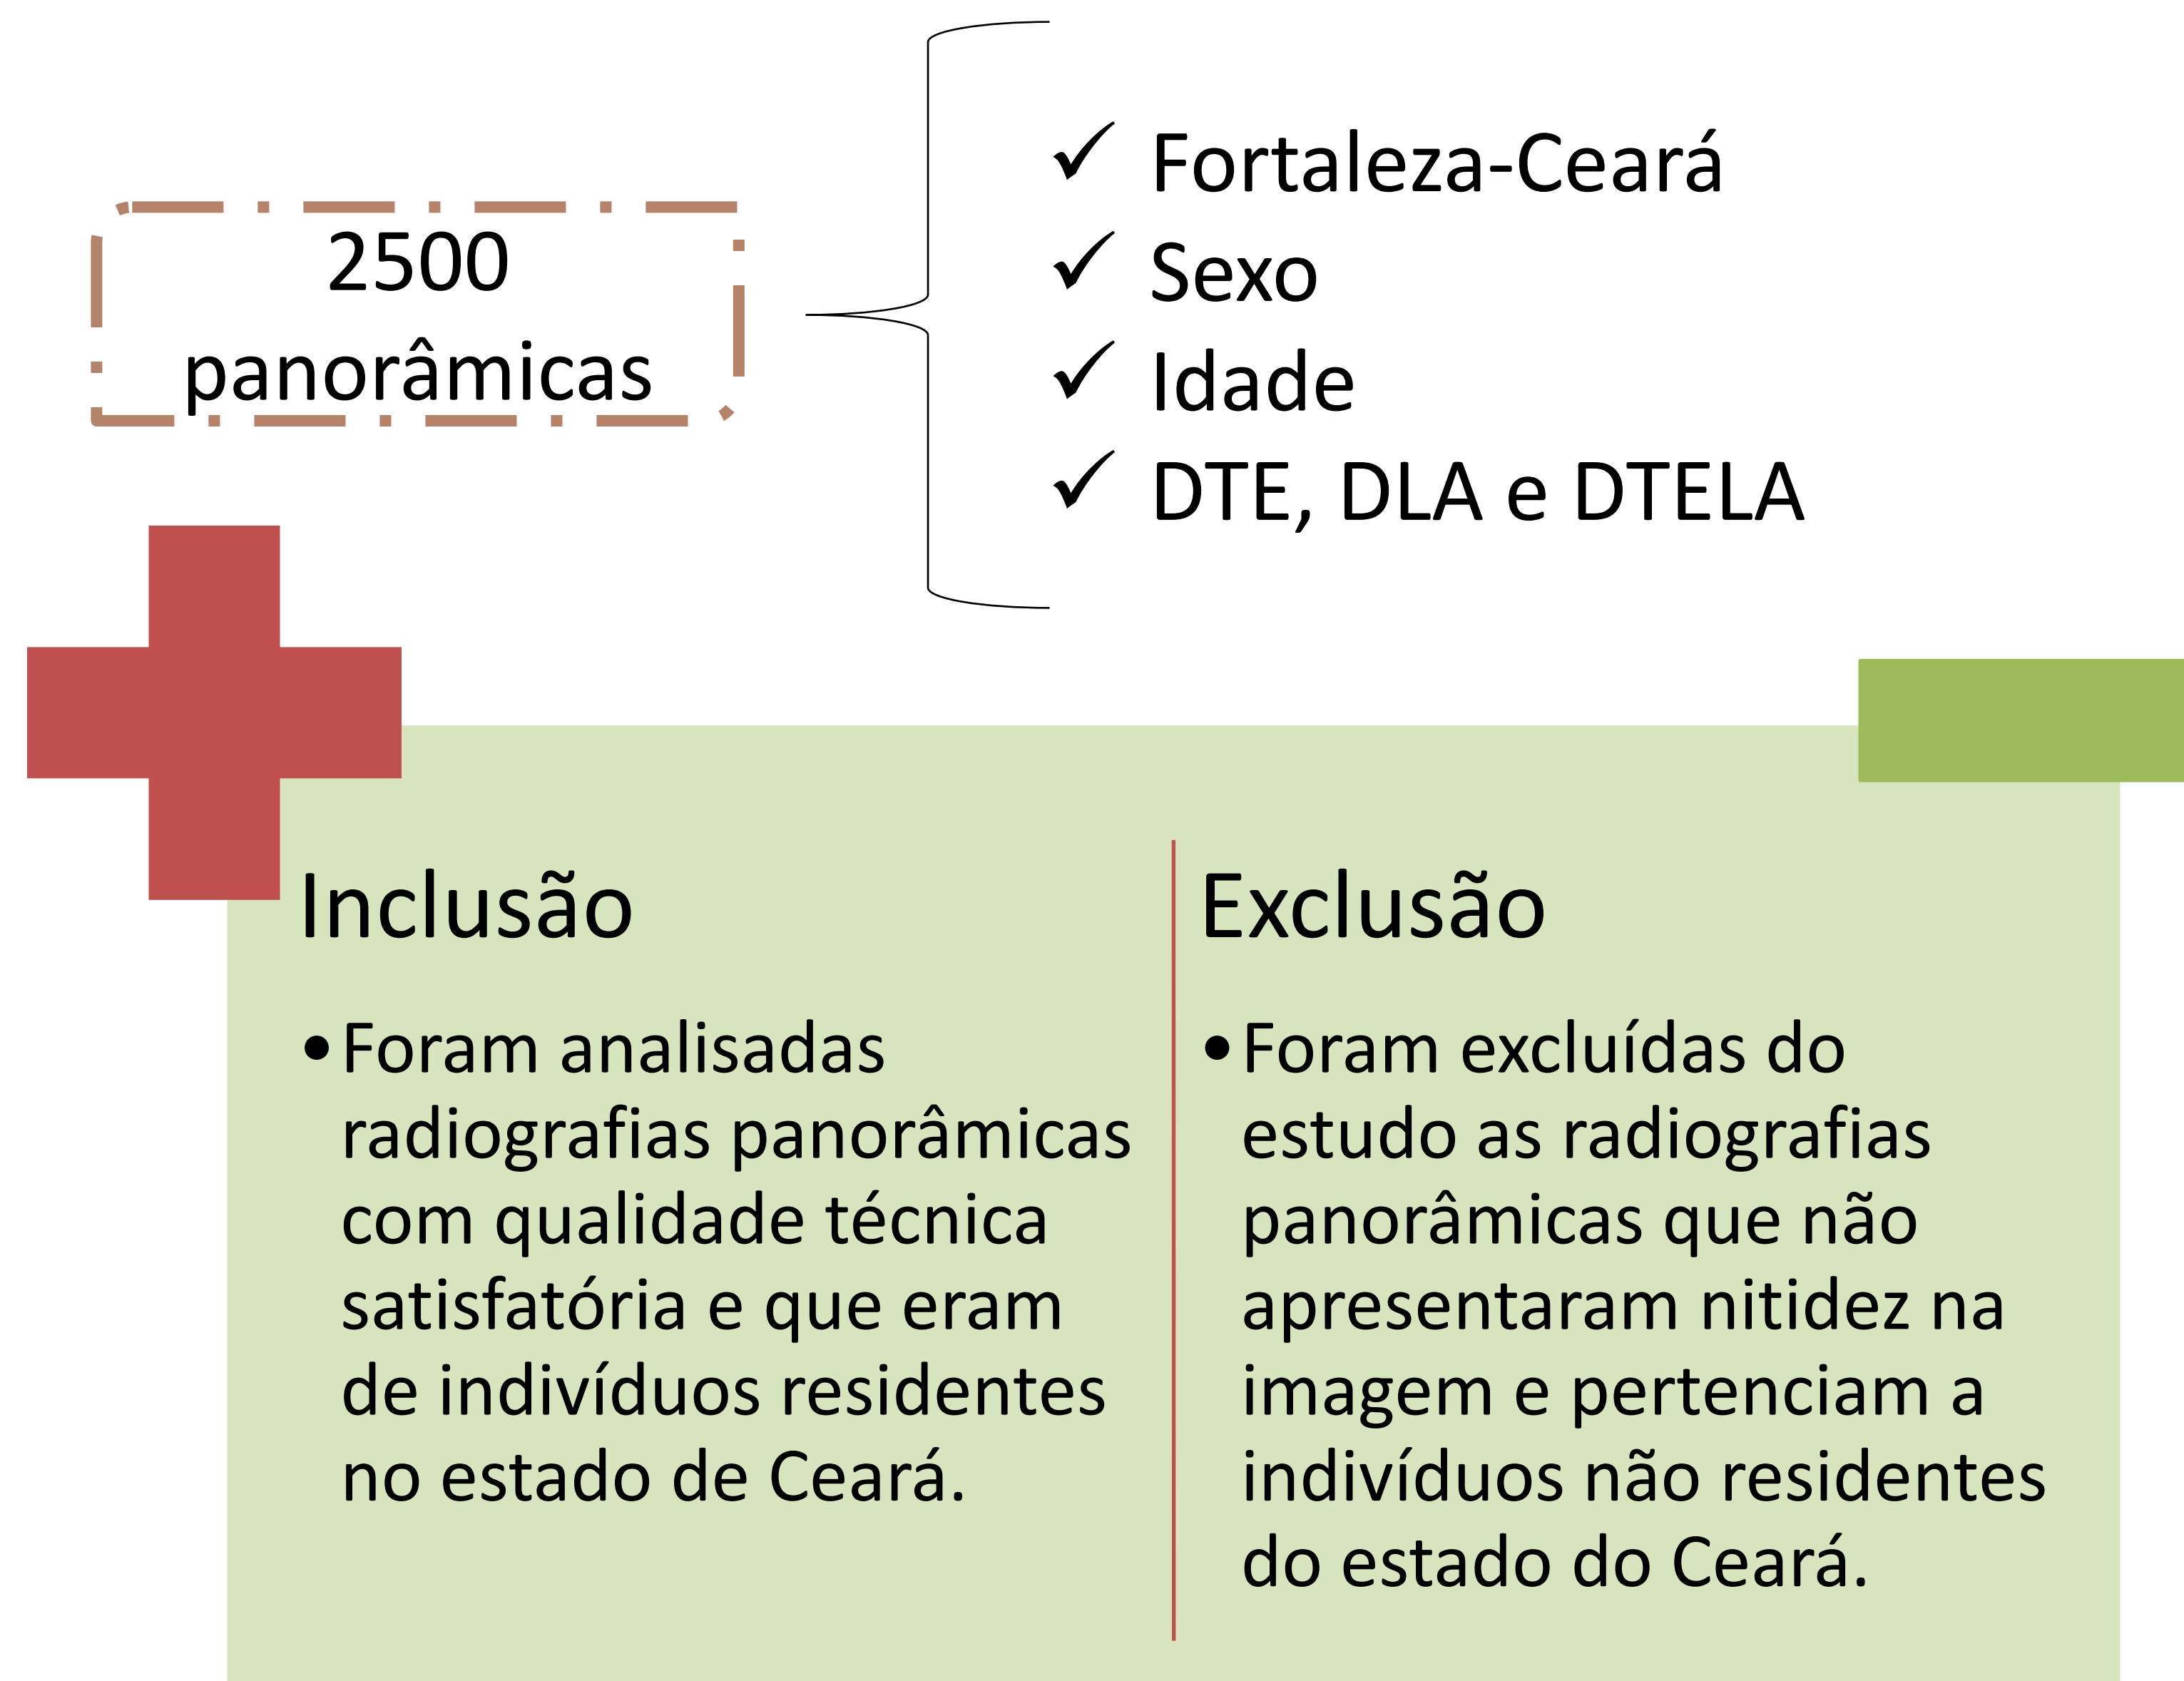 2500
panorâmicas
✓ Fortaleza-Ceará
✓ Sexo
✓ Idade
✓ DTE, DLA e DTELA
Inclusão
• Foram analisadas
radiografias panorâmicas
com qualidade técnica
satisfatória e que eram
de indivíduos residentes
no estado de Ceará.
Exclusão
• Foram excluídas do
estudo as radiografias
panorâmicas que não
apresentaram nitidez na
imagem e pertenciam a
indivíduos não residentes
do estado do Ceará.